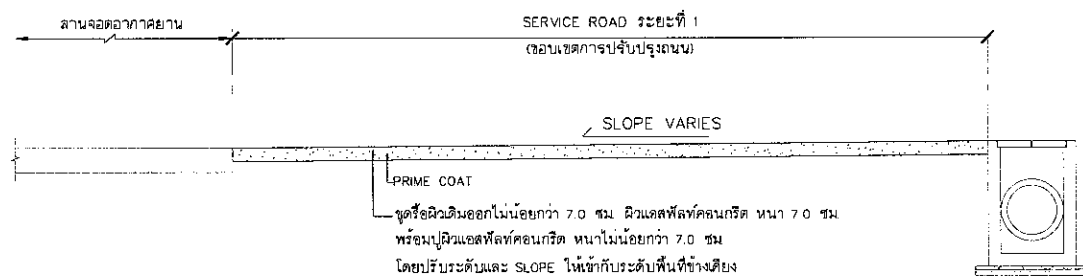 ลานจอดอากาศยาน
SERVICE ROAD ระยะที่ 1
(ขอบเขตการปรับปรุงถนน)
SLOPE VARIES
PRIME COAT
ขูดรื้อผิวเดิมออกไม่น้อยกว่า 7.0 ซม. ผิวแอสฟัลท์คอนกรีต หนา 7.0 ซม.
พร้อมปูผิวแอสฟัลท์คอนกรีต หนาไม่น้อยกว่า 7.0 ซม
โดยปรับระดับและ SLOPE ให้เข้ากับระดับพื้นที่ข้างเคียง